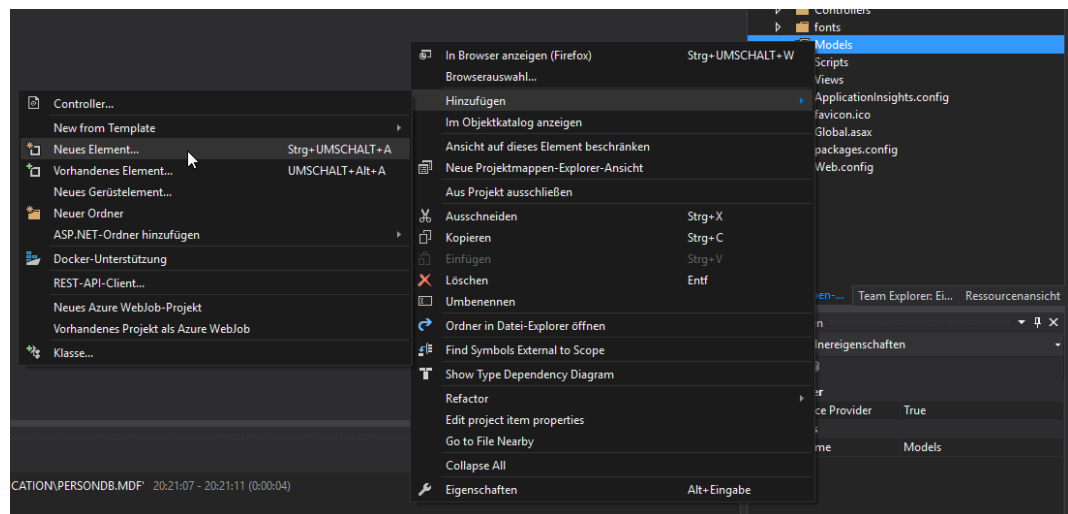 Controllers
fonts
Models
Scripts
Views
ApplicationInsights.config
favicon.ico
Global.asax
packages.config
Web.config
In Browser anzeigen (Firefox) Strg+UMSCHALT+W
Browserauswahl...
Hinzufügen
Im Objektkatalog anzeigen
Ansicht auf dieses Element beschränken
Neue Projektmappen-Explorer-Ansicht
Aus Projekt ausschließen
Ausschneiden Strg+X
Kopieren Strg+C
Einfügen Strg+V
Löschen Entf
Umbenennen
Ordner in Datei-Explorer öffnen
Find Symbols External to Scope
Show Type Dependency Diagram
Refactor
Edit project item properties
Go to File Nearby
Collapse All
Eigenschaften Alt+Eingabe
Controller...
New from Template
Neues Element... Strg+UMSCHALT+A
Vorhandenes Element... UMSCHALT+Alt+A
Neues Gerüstelement...
Neuer Ordner
ASP.NET-Ordner hinzufügen
Docker-Unterstützung
REST-API-Client...
Neues Azure WebJob-Projekt
Vorhandenes Projekt als Azure WebJob
Klasse...
en-... Team Explorer: Ei... Ressourcenansicht
en
nereigenschaften
er
ce Provider True
s
me Models
CATION\PERSONDB.MDF' 20:21:07 - 20:21:11 (0:00:04)